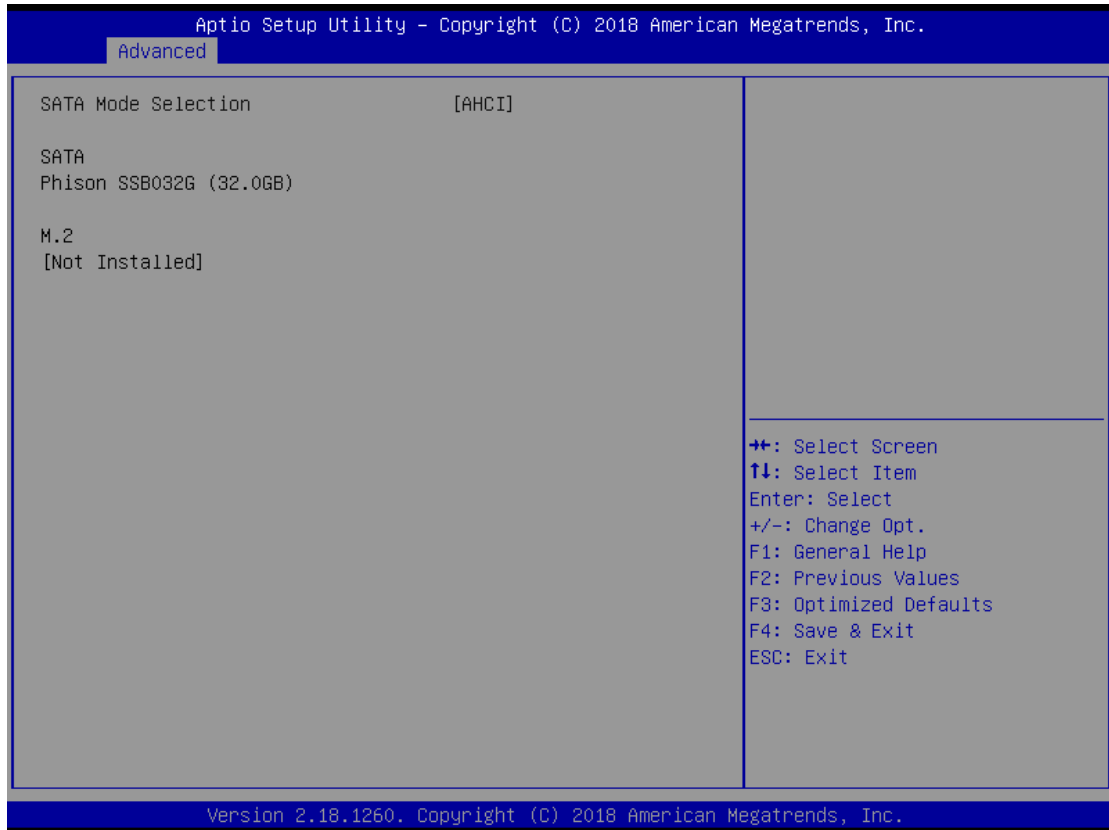 Aptio Setup Utility – Copyright (C) 2018 American Megatrends, Inc.
Advanced
SATA Mode Selection [AHCI]
SATA
Phison SSB032G (32.0GB)
M.2
[Not Installed]
→←: Select Screen
↑↓: Select Item
Enter: Select
+/-: Change Opt.
F1: General Help
F2: Previous Values
F3: Optimized Defaults
F4: Save & Exit
ESC: Exit
Version 2.18.1260. Copyright (C) 2018 American Megatrends, Inc.